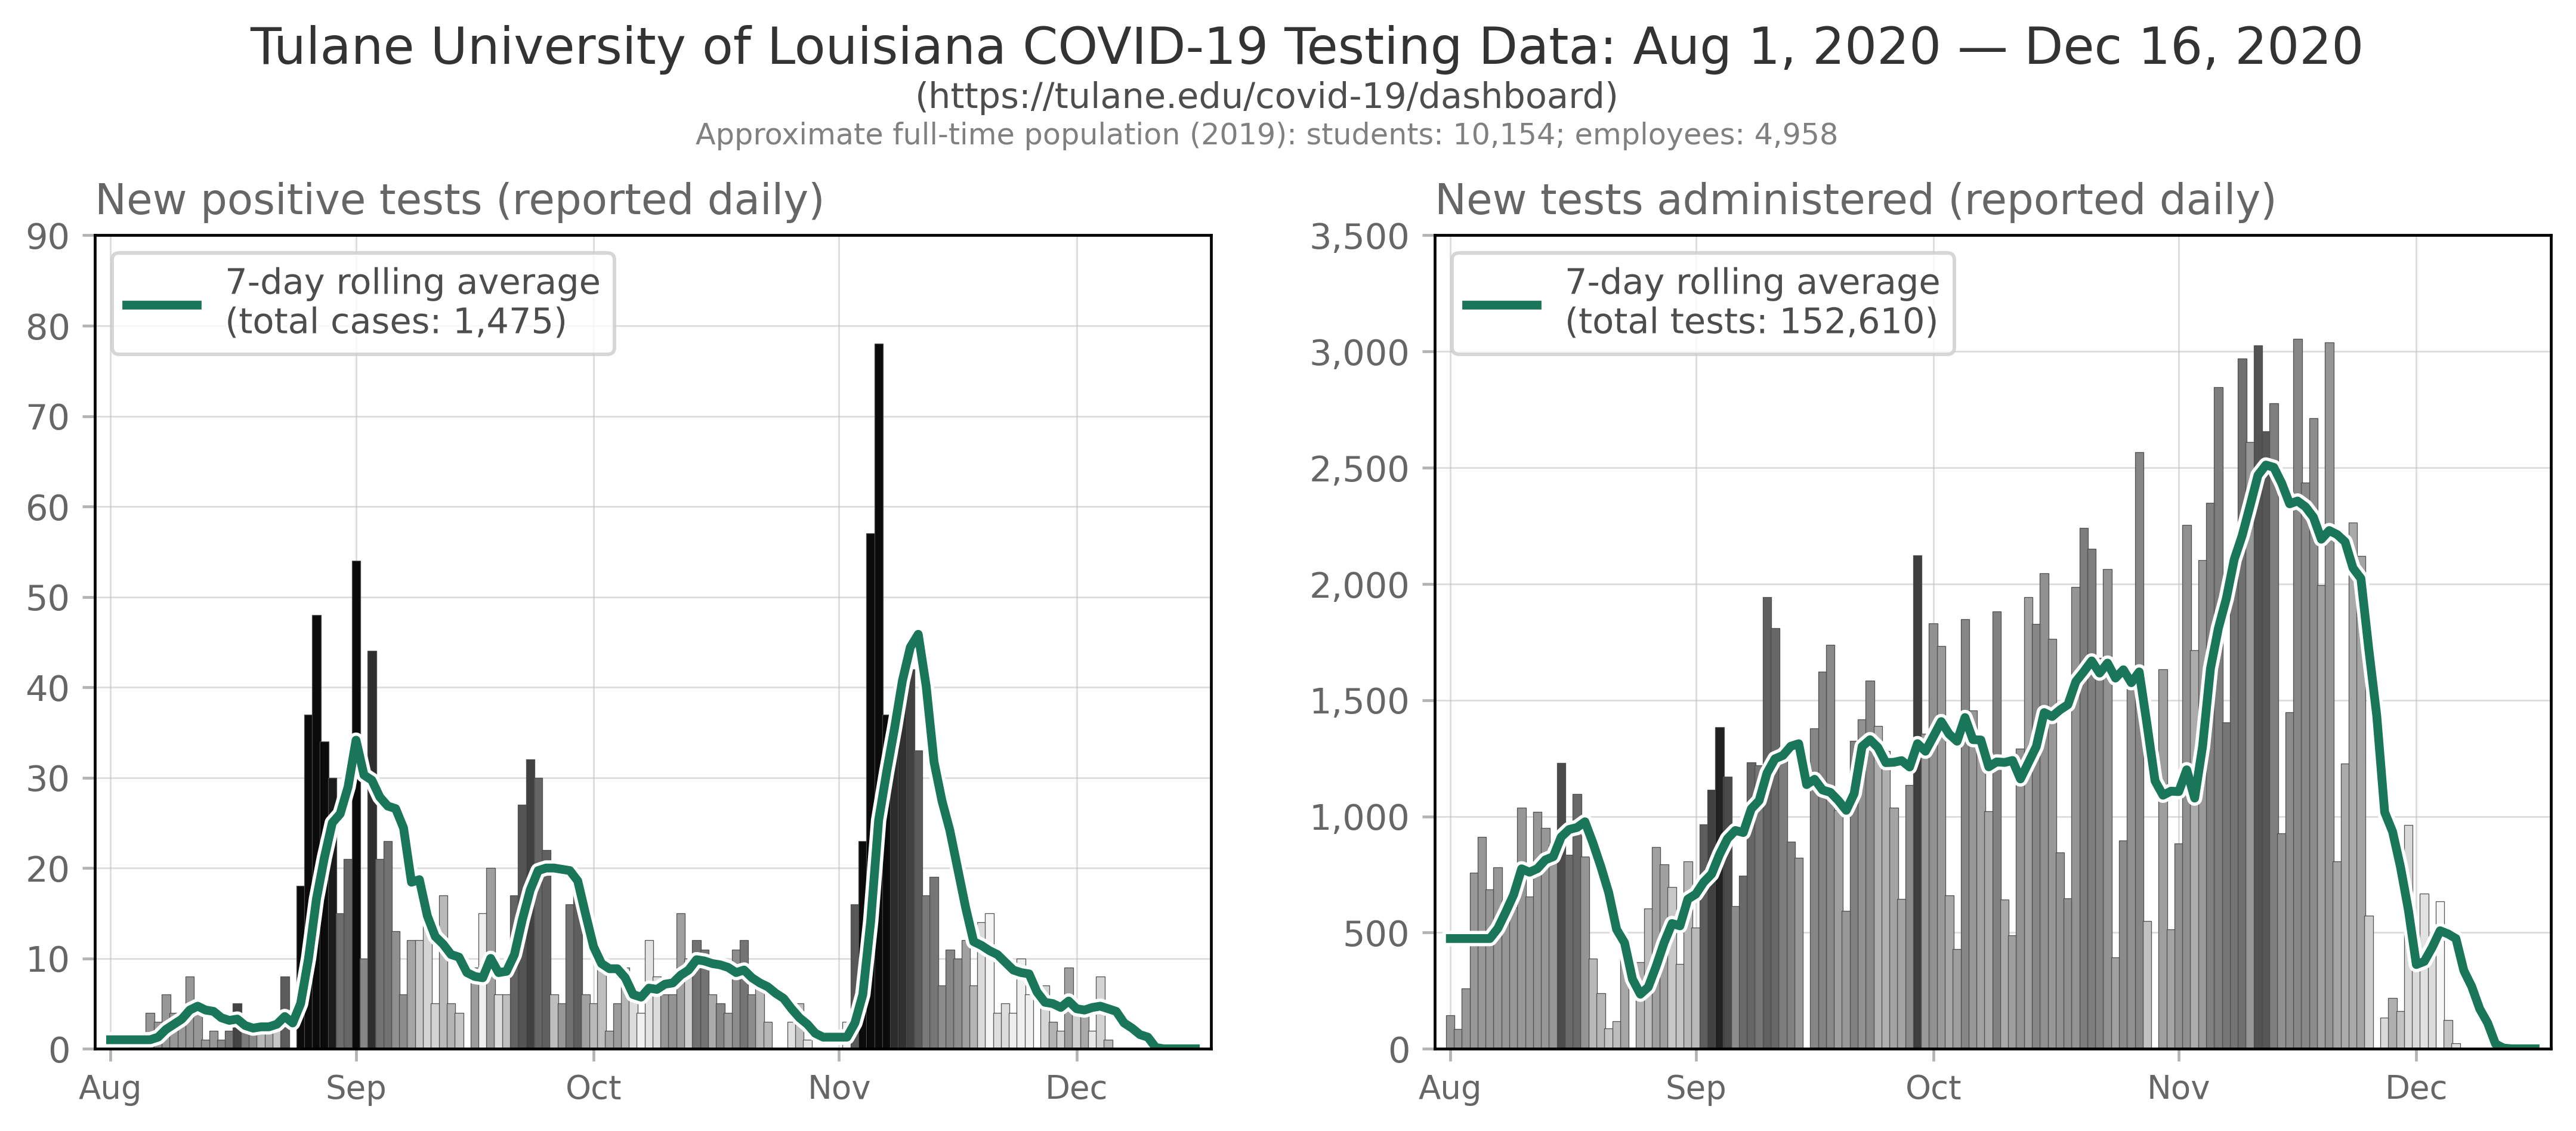 Tulane University of Louisiana COVID-19 Testing Data: Aug 1, 2020 — Dec 16, 2020
(https://tulane.edu/covid-19/dashboard)
Approximate full-time population (2019): students: 10,154; employees: 4,958
New positive tests (reported daily)
90
80
70
60
50
40
30
20
10
0
7-day rolling average
(total cases: 1,475)
Aug Sep Oct Nov Dec
New tests administered (reported daily)
3,500
3,000
2,500
2,000
1,500
1,000
500
0
7-day rolling average
(total tests: 152,610)
Aug Sep Oct Nov Dec